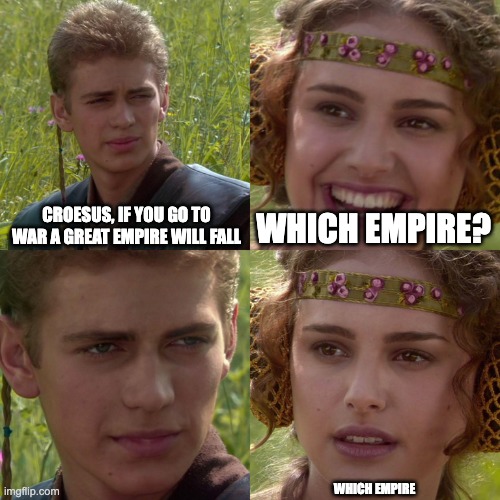 CROESUS, IF YOU GO TO
WAR A GREAT EMPIRE WILL FALL
WHICH EMPIRE?
WHICH EMPIRE
imgflip.com